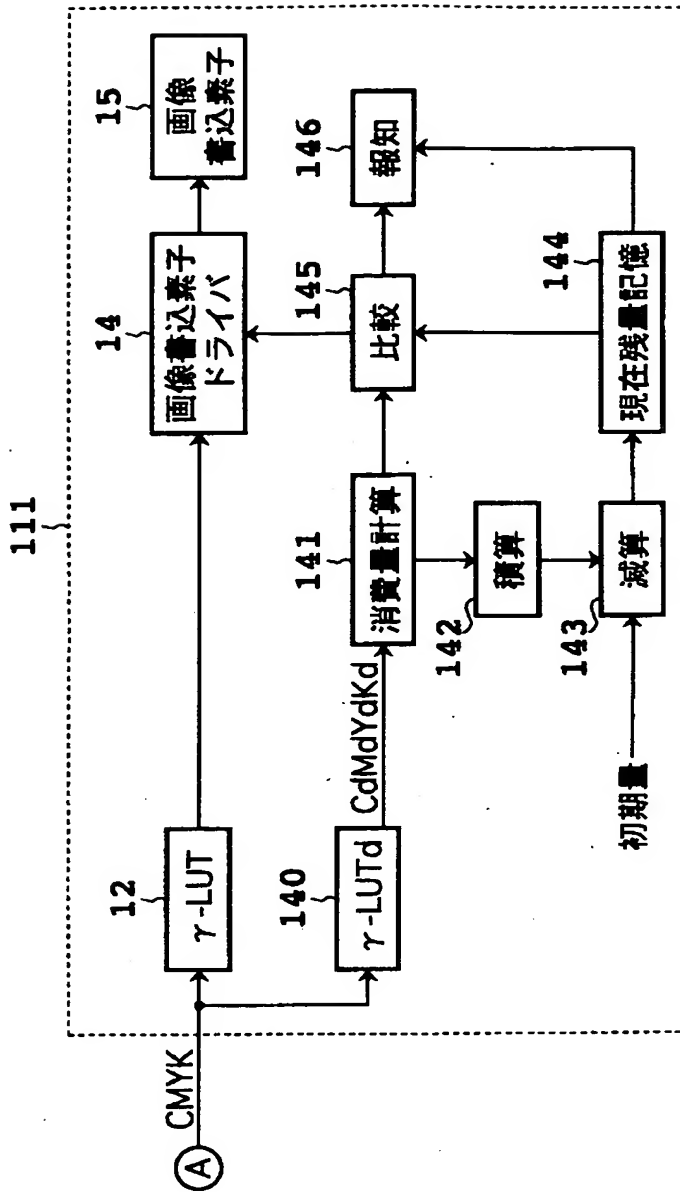 111
A
CMYK
12
γ-LUT
14
画像書込素子
ドライバ
15
画像
書込素子
140
γ-LUTd
CdMdYdKd
141
消費量計算
145
比較
146
報知
142
積算
初期量
143
減算
144
現在残量記憶